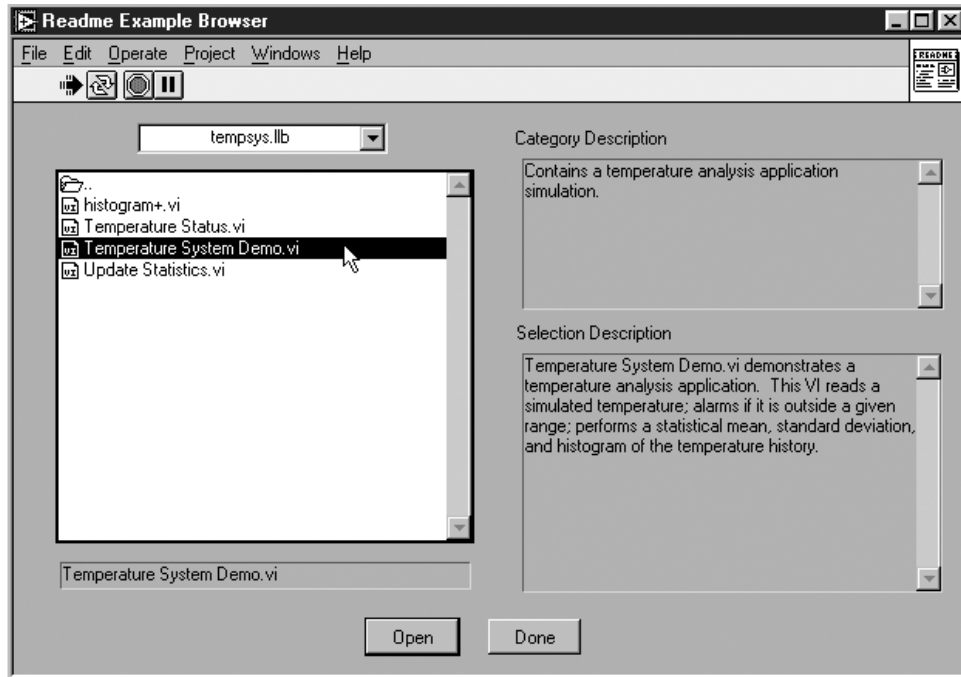 Readme Example Browser
File Edit Operate Project Windows Help
README
tempsys.llb
..
histogram+.vi
Temperature Status.vi
Temperature System Demo.vi
Update Statistics.vi
Temperature System Demo.vi
Category Description
Contains a temperature analysis application
simulation.
Selection Description
Temperature System Demo.vi demonstrates a
temperature analysis application.  This VI reads a
simulated temperature; alarms if it is outside a given
range; performs a statistical mean, standard deviation,
and histogram of the temperature history.
Open
Done